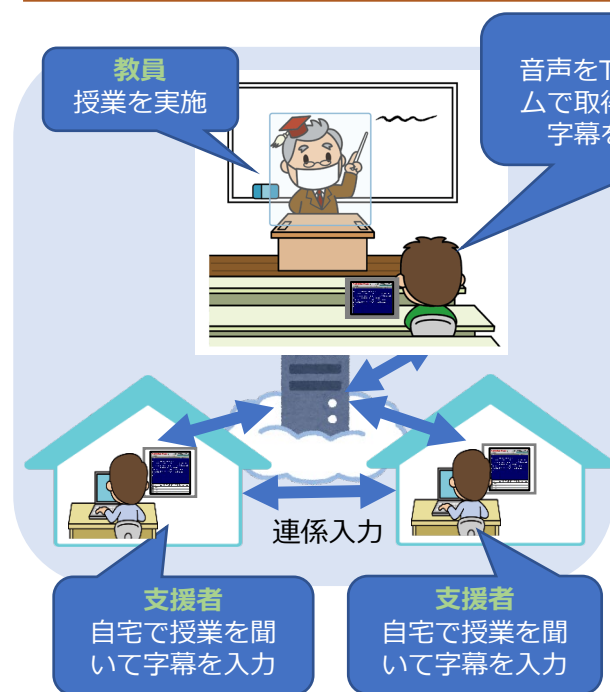 教員
授業を実施
音声をT
ムで取得
字幕を
連係入力
支援者
自宅で授業を聞
いて字幕を入力
支援者
自宅で授業を聞
いて字幕を入力